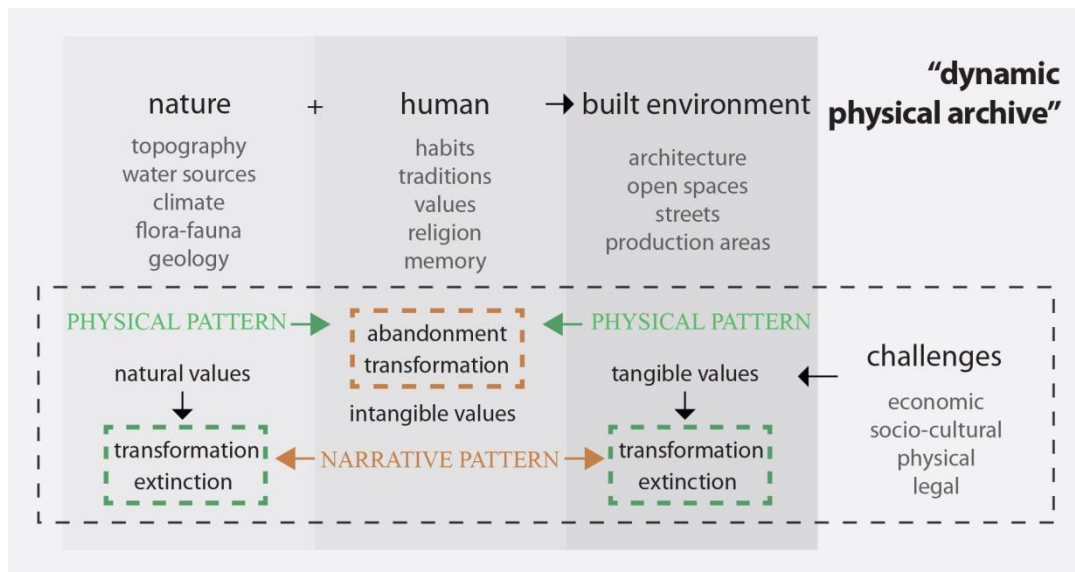 “dynamic
physical archive”
nature + human → built environment
topography
water sources
climate
flora-fauna
geology
habits
traditions
values
religion
memory
architecture
open spaces
streets
production areas
PHYSICAL PATTERN
abandonment
transformation
PHYSICAL PATTERN
natural values
intangible values
tangible values
transformation
extinction
NARRATIVE PATTERN
transformation
extinction
challenges
economic
socio-cultural
physical
legal